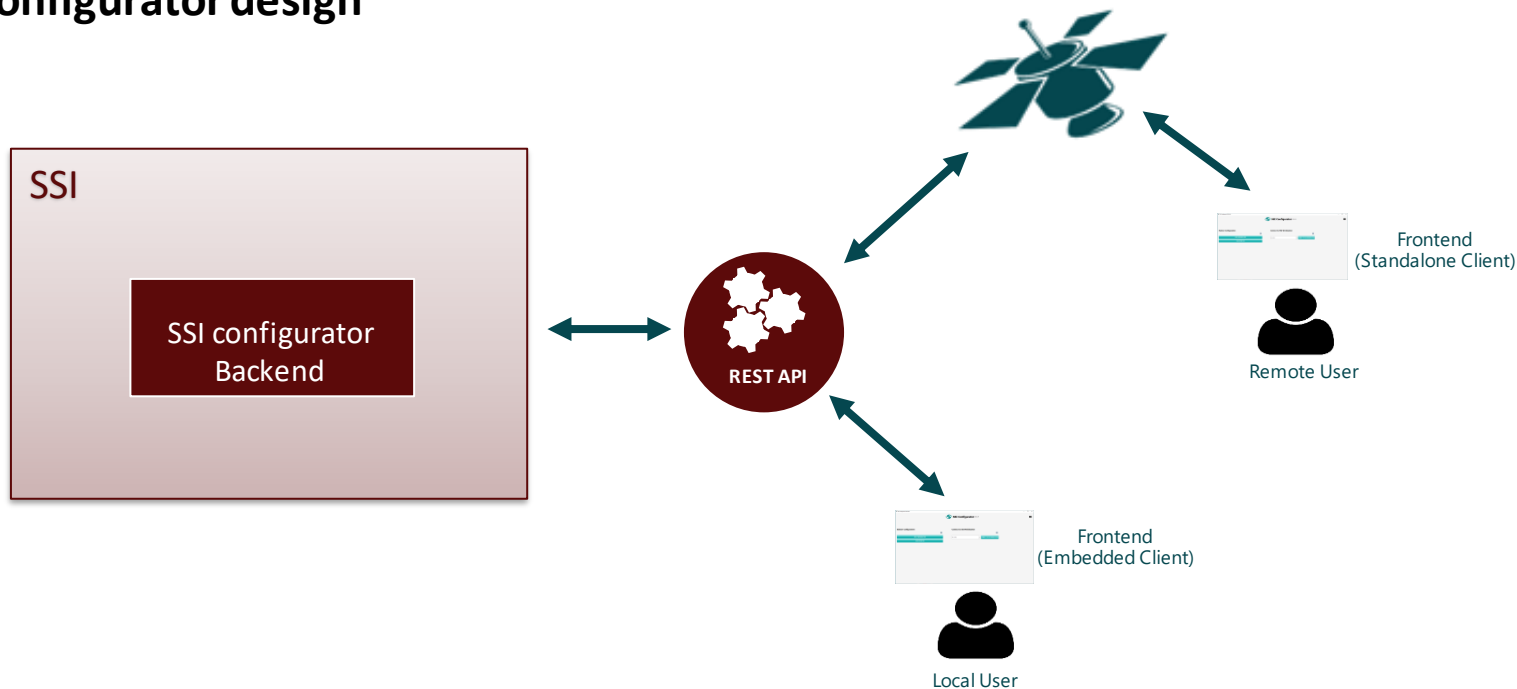 onfigurator design
SSI
SSI configurator
Backend
REST API
Frontend
(Standalone Client)
Remote User
Frontend
(Embedded Client)
Local User